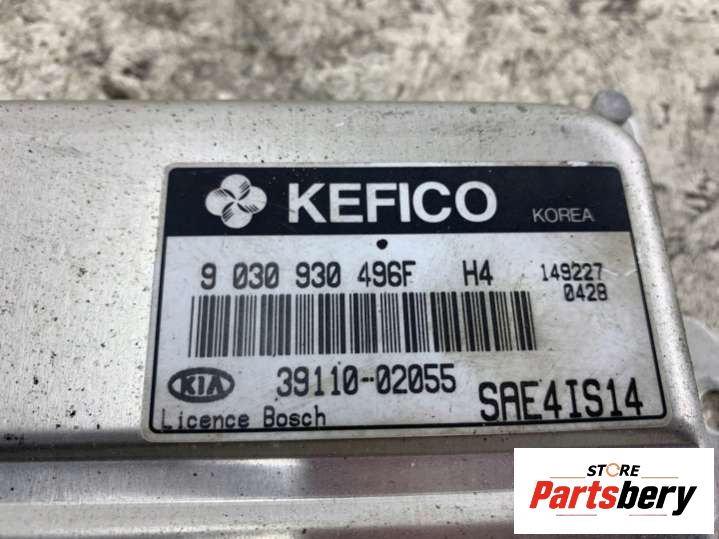 KEFICO KOREA
9 030 930 496F H4 149227
0428
KIA 39110-02055 SAE4IS14
Licence Bosch
STORE
Partsbery